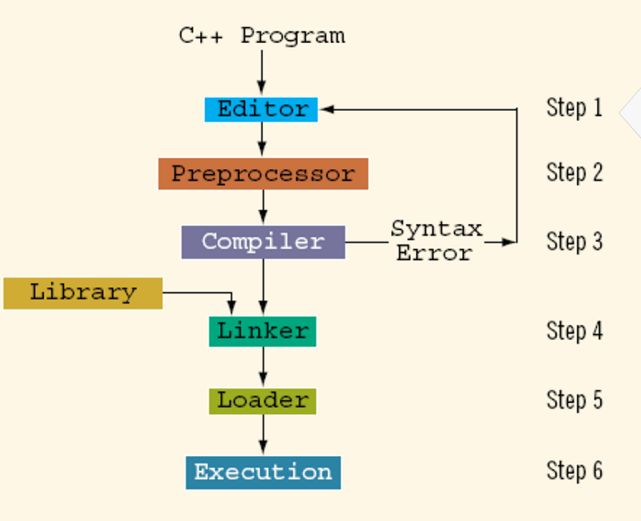 C++ Program
Editor
Step 1
Preprocessor
Step 2
Compiler
Syntax
Error
Step 3
Library
Linker
Step 4
Loader
Step 5
Execution
Step 6